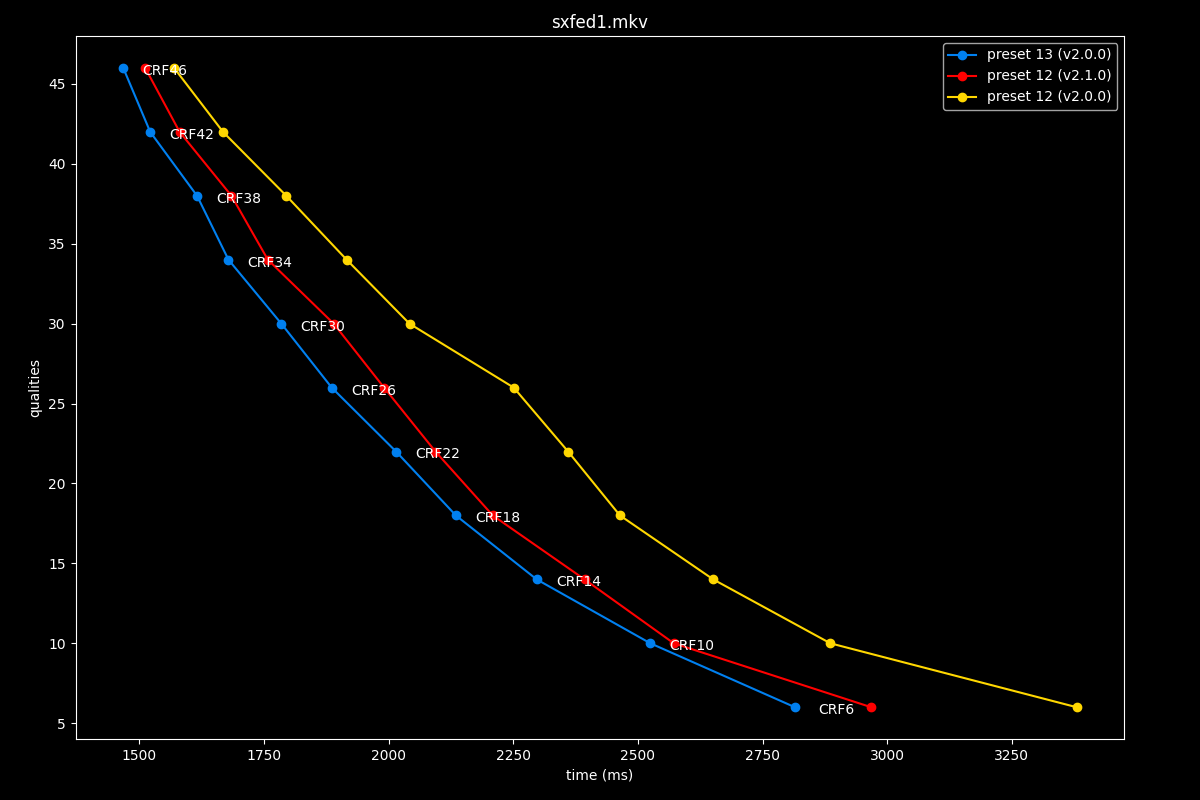 sxfed1.mkv
preset 13 (v2.0.0)
preset 12 (v2.1.0)
preset 12 (v2.0.0)
45
40
35
30
25
20
15
10
5
qualities
CRF46
CRF42
CRF38
CRF34
CRF30
CRF26
CRF22
CRF18
CRF14
CRF10
CRF6
1500 1750 2000 2250 2500 2750 3000 3250
time (ms)